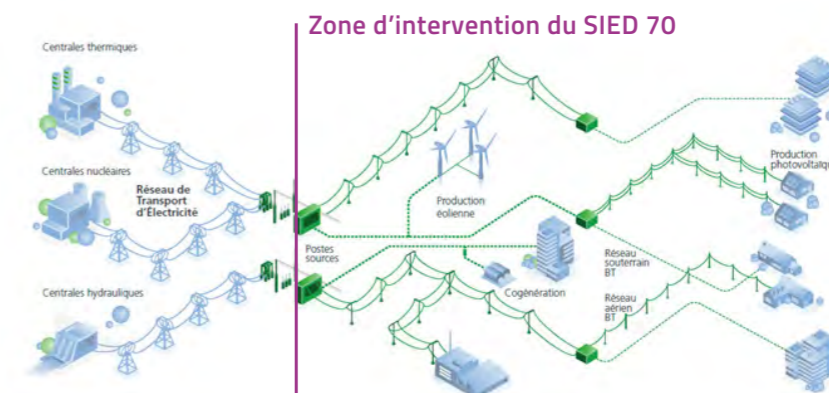 Zone d'intervention du SIED 70
Centrales thermiques
Centrales nucléaires
Réseau de
Transport
d'Électricité
Centrales hydrauliques
Postes
sources
Production
éolienne
Cogénération
Réseau
souterrain
BT
Réseau
aérien
BT
Production
photovoltaïq